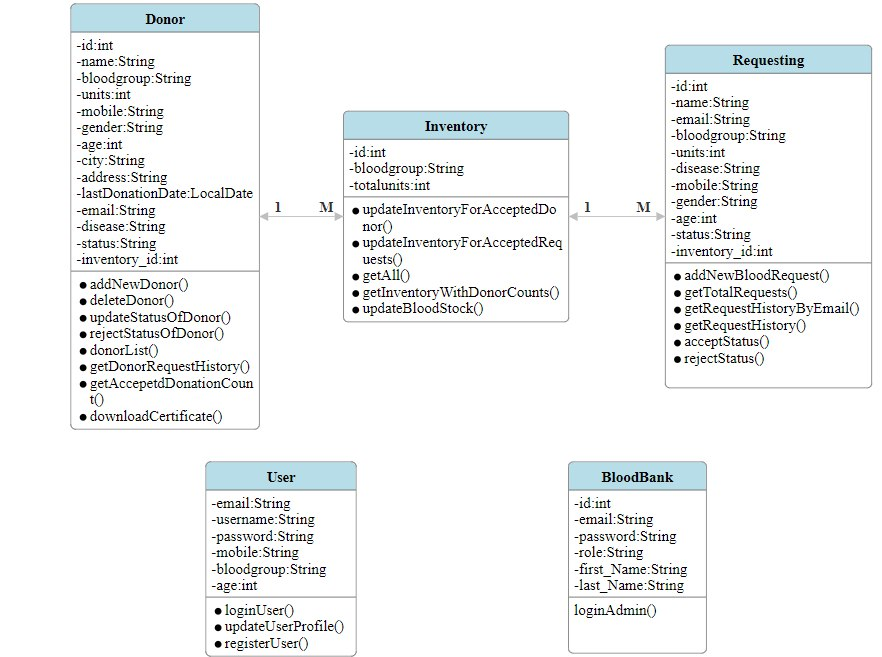 Donor
-id:int
-name:String
-bloodgroup:String
-units:int
-mobile:String
-gender:String
-age:int
-city:String
-address:String
-lastDonationDate:LocalDate
-email:String
-disease:String
-status:String
-inventory_id:int
● addNewDonor()
● deleteDonor()
● updateStatusOfDonor()
● rejectStatusOfDonor()
● donorList()
● getDonorRequestHistory()
● getAccepetdDonationCoun
t()
● downloadCertificate()
1 M
Inventory
-id:int
-bloodgroup:String
-totalunits:int
● updateInventoryForAcceptedDo
nor()
● updateInventoryForAcceptedReq
uests()
● getAll()
● getInventoryWithDonorCounts()
● updateBloodStock()
1 M
Requesting
-id:int
-name:String
-email:String
-bloodgroup:String
-units:int
-disease:String
-mobile:String
-gender:String
-age:int
-status:String
-inventory_id:int
● addNewBloodRequest()
● getTotalRequests()
● getRequestHistoryByEmail()
● getRequestHistory()
● acceptStatus()
● rejectStatus()
User
-email:String
-username:String
-password:String
-mobile:String
-bloodgroup:String
-age:int
● loginUser()
● updateUserProfile()
● registerUser()
BloodBank
-id:int
-email:String
-password:String
-role:String
-first_Name:String
-last_Name:String
loginAdmin()